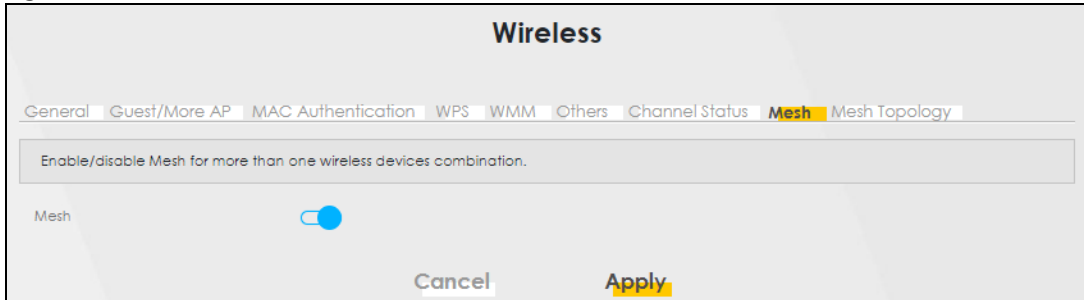 Wireless
General Guest/More AP MAC Authentication WPS WMM Others Channel Status Mesh Mesh Topology
Enable/disable Mesh for more than one wireless devices combination.
Mesh
Cancel Apply